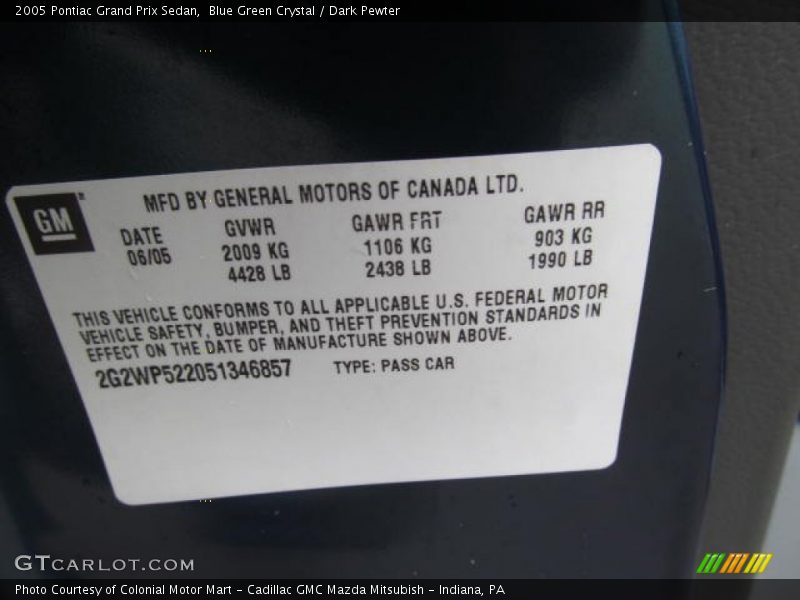 2005 Pontiac Grand Prix Sedan,  Blue Green Crystal / Dark Pewter
GM
MFD BY GENERAL MOTORS OF CANADA LTD.
DATE GVWR GAWR FRT GAWR RR
06/05 2009 KG 1106 KG 903 KG
4428 LB 2438 LB 1990 LB
THIS VEHICLE CONFORMS TO ALL APPLICABLE U.S. FEDERAL MOTOR
VEHICLE SAFETY, BUMPER, AND THEFT PREVENTION STANDARDS IN
EFFECT ON THE DATE OF MANUFACTURE SHOWN ABOVE.
2G2WP522051346857 TYPE: PASS CAR
GTCARLOT.COM
Photo Courtesy of Colonial Motor Mart - Cadillac GMC Mazda Mitsubish - Indiana, PA